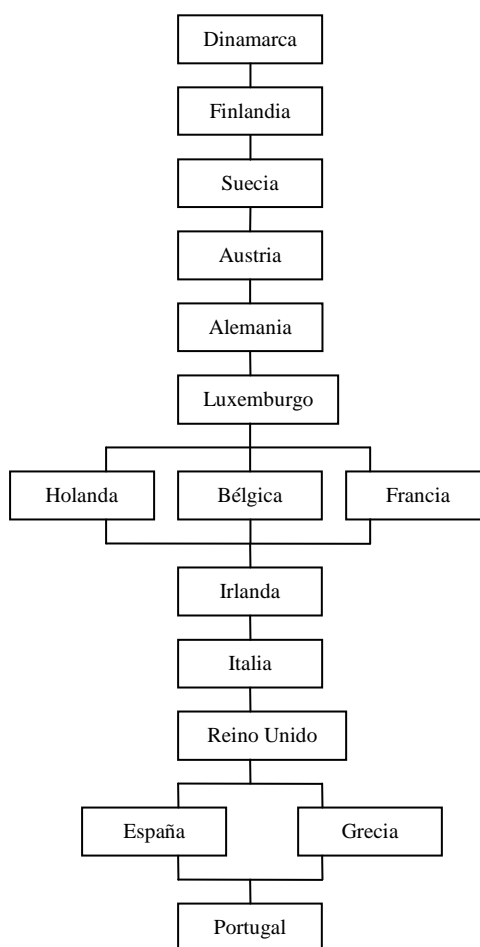 Dinamarca
Finlandia
Suecia
Austria
Alemania
Luxemburgo
Holanda
Bélgica
Francia
Irlanda
Italia
Reino Unido
España
Grecia
Portugal